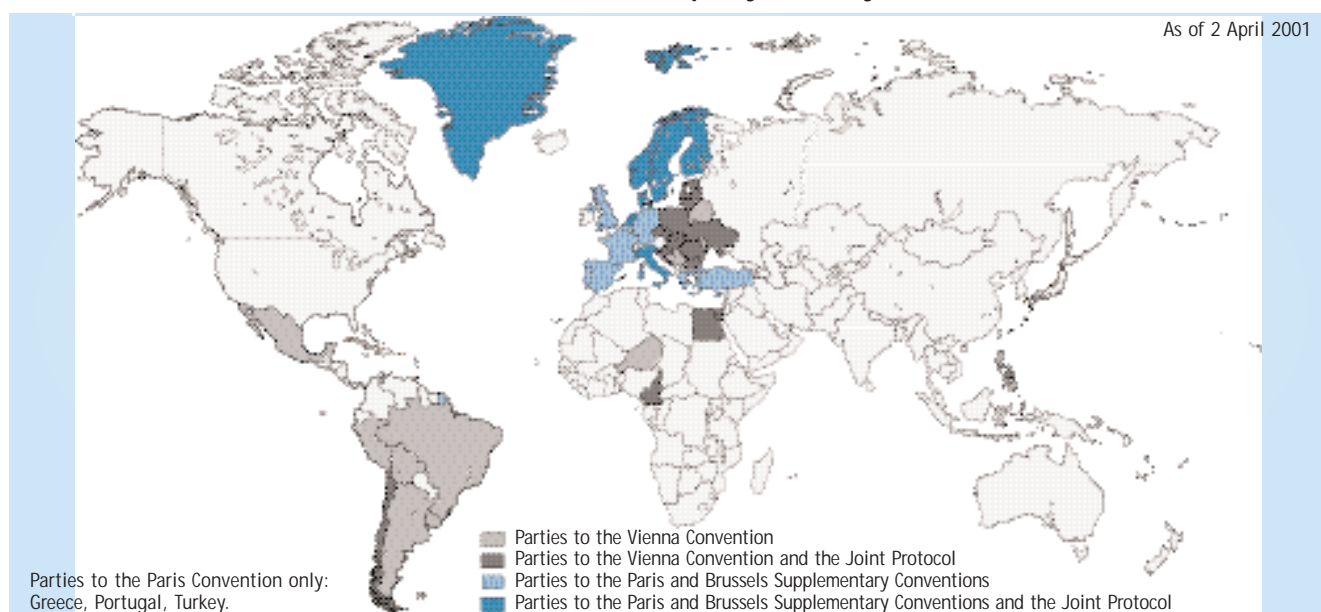 As of 2 April 2001
Parties to the Vienna Convention
Parties to the Vienna Convention and the Joint Protocol
Parties to the Paris and Brussels Supplementary Conventions
Parties to the Paris and Brussels Supplementary Conventions and the Joint Protocol
Parties to the Paris Convention only:
Greece, Portugal, Turkey.